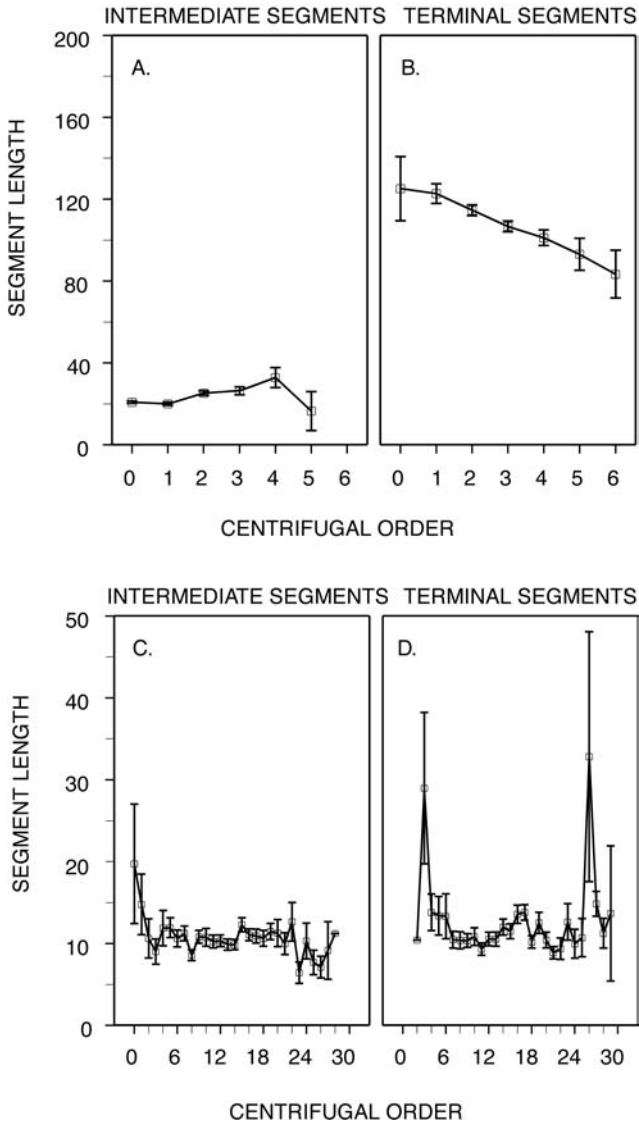 INTERMEDIATE SEGMENTS TERMINAL SEGMENTS
200
160
120
80
40
0
SEGMENT LENGTH
A.
B.
0 1 2 3 4 5 6
0 1 2 3 4 5 6
CENTRIFUGAL ORDER
INTERMEDIATE SEGMENTS TERMINAL SEGMENTS
50
40
30
20
10
0
SEGMENT LENGTH
C.
D.
0 6 12 18 24 30
0 6 12 18 24 30
CENTRIFUGAL ORDER